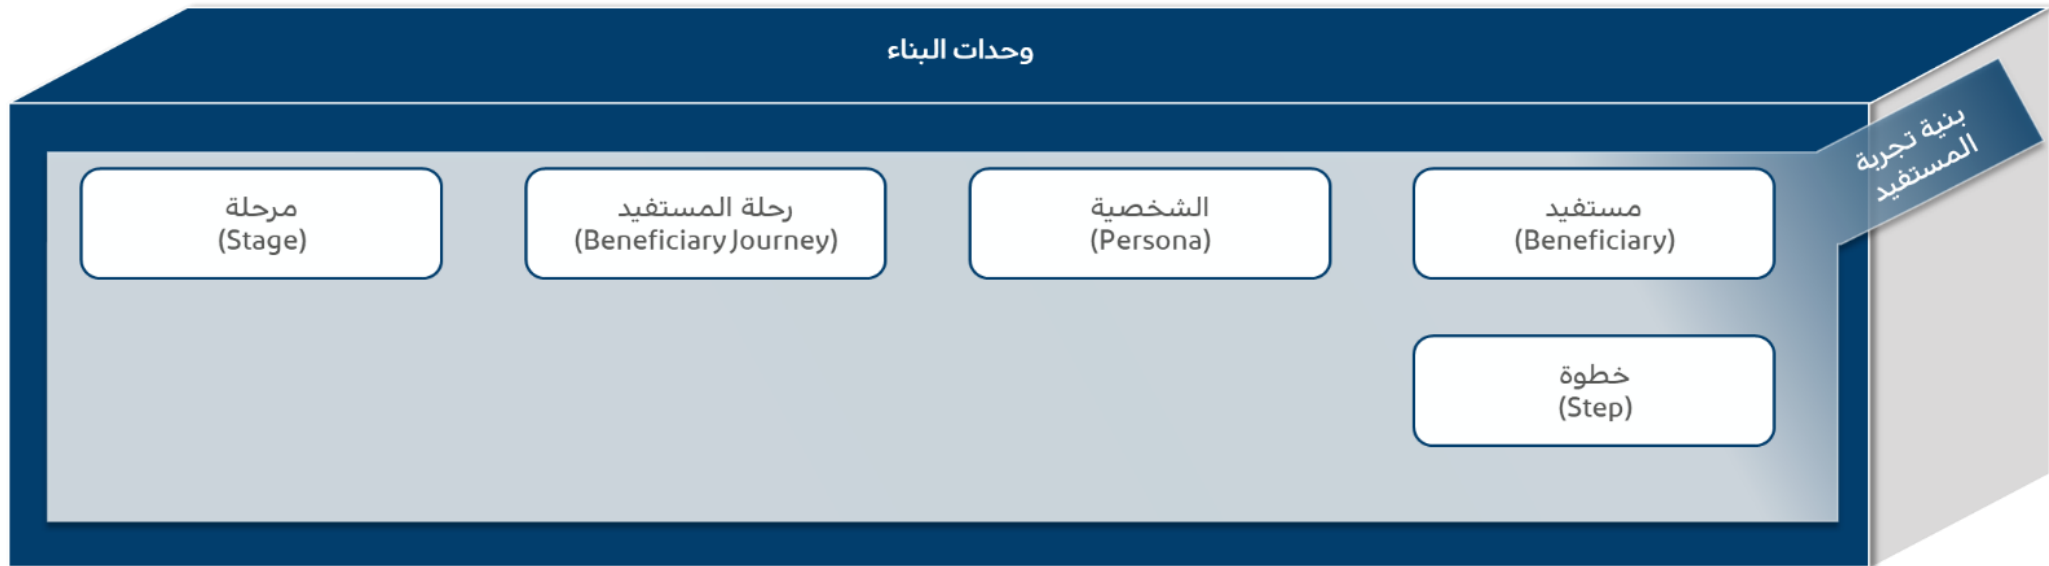 وحدات البناء
بنية تجربة
المستفيد
مستفيد
(Beneficiary)
الشخصية
(Persona)
رحلة المستفيد
(Beneficiary Journey)
مرحلة
(Stage)
خطوة
(Step)